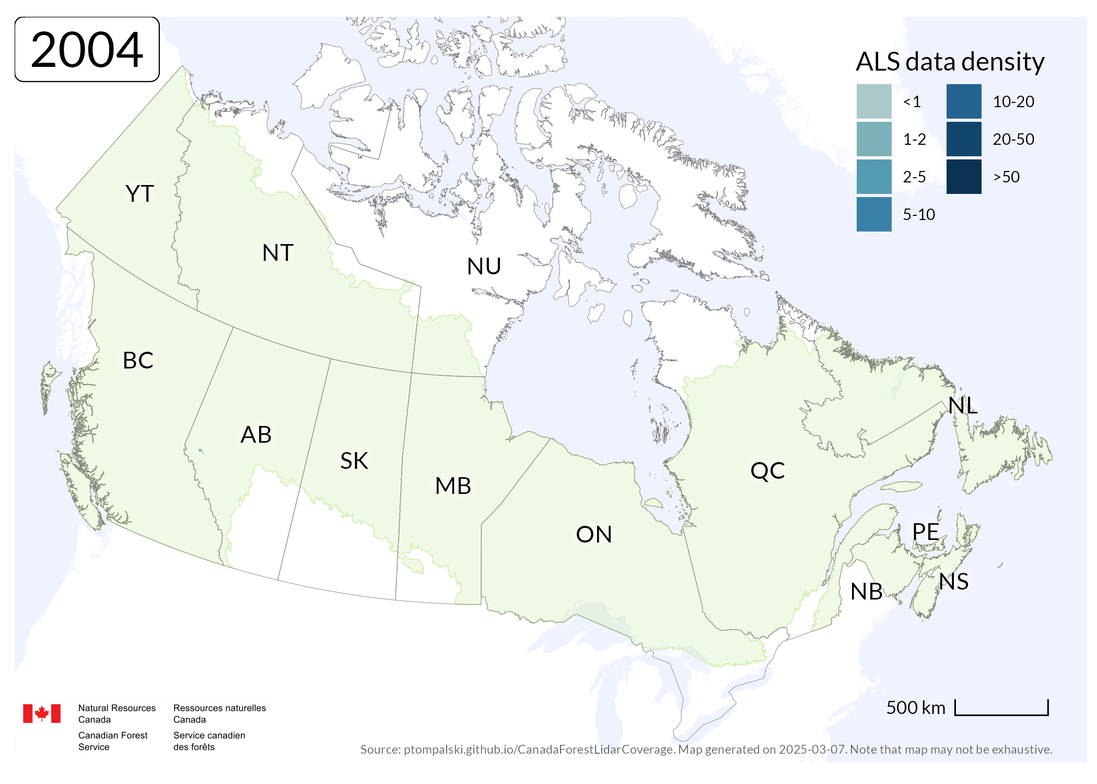 2004
ALS data density
<1
1-2
2-5
5-10
10-20
20-50
>50
YT
NT
NU
BC
AB
SK
MB
ON
QC
NL
PE
NB
NS
500 km
Natural Resources
Canada
Canadian Forest
Service
Ressources naturelles
Canada
Service canadien
des forêts
Source: ptompalski.github.io/CanadaForestLidarCoverage. Map generated on 2025-03-07. Note that map may not be exhaustive.